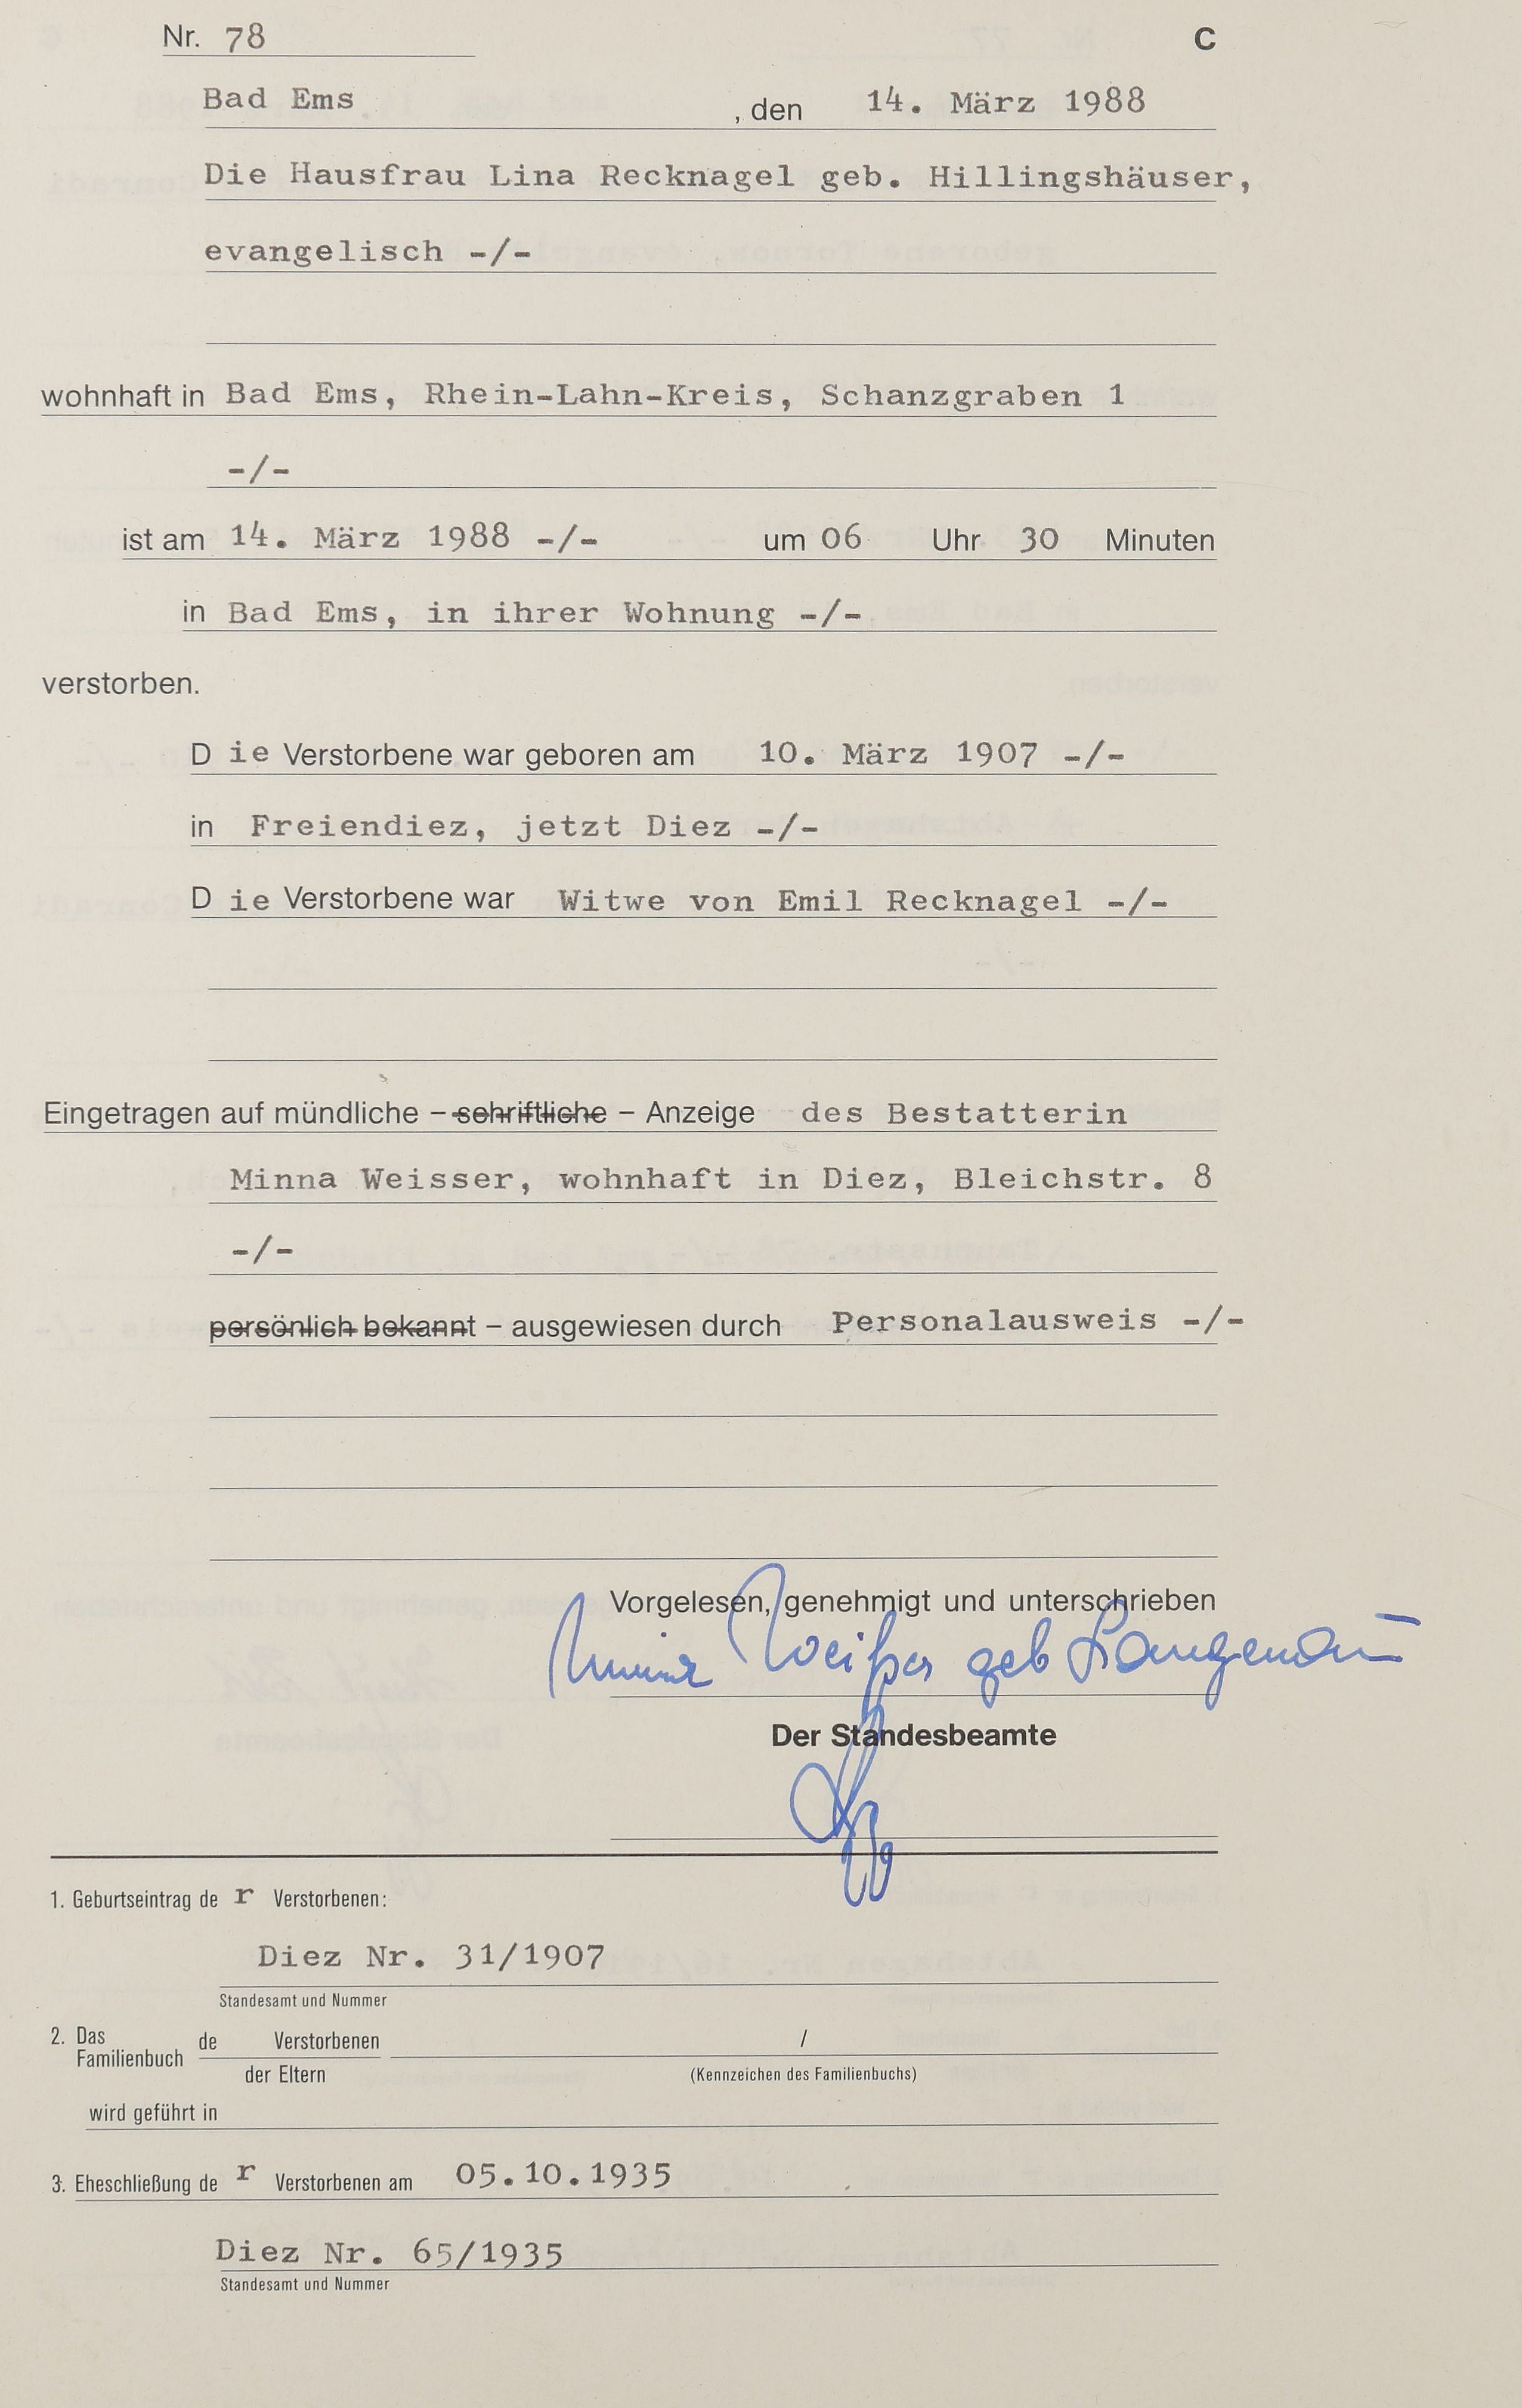 Nr. 78 C
Bad Ems , den 14. März 1988
Die Hausfrau Lina Recknagel geb. Hillingshäuser,
evangelisch -/-
wohnhaft in Bad Ems, Rhein-Lahn-Kreis, Schanzgraben 1
-/-
ist am 14. März 1988 -/- um 06 Uhr 30 Minuten
in Bad Ems, in ihrer Wohnung -/-
verstorben.
D ie Verstorbene war geboren am 10. März 1907 -/-
in Freiendiez, jetzt Diez -/-
D ie Verstorbene war Witwe von Emil Recknagel -/-
Eingetragen auf mündliche – schriftliche – Anzeige des Bestatterin
Minna Weisser, wohnhaft in Diez, Bleichstr. 8
-/-
persönlich bekannt – ausgewiesen durch Personalausweis -/-
Vorgelesen, genehmigt und unterschrieben
Minna Weißer geb
Der Standesbeamte
1. Geburtseintrag de r Verstorbenen:
Diez Nr. 31/1907
Standesamt und Nummer
2. Das Familienbuch de Verstorbenen /
der Eltern (Kennzeichen des Familienbuchs)
wird geführt in
3. Eheschließung de r Verstorbenen am 05.10.1935
Diez Nr. 65/1935
Standesamt und Nummer